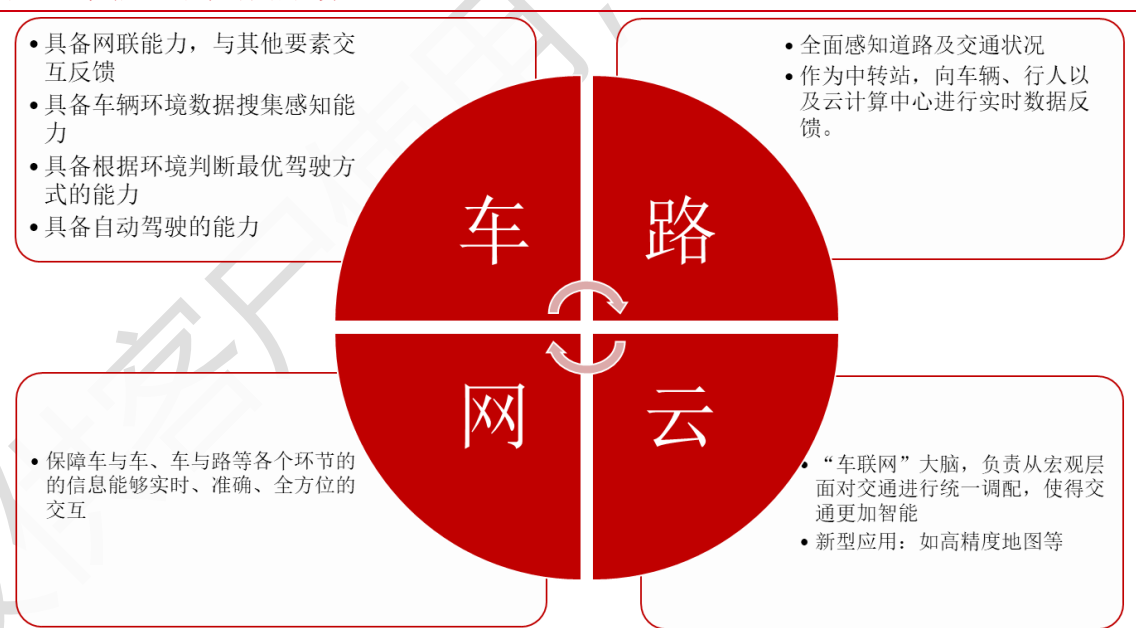 • 具备网联能力，与其他要素交
互反馈
• 具备车辆环境数据搜集感知能
力
• 具备根据环境判断最优驾驶方
式的能力
• 具备自动驾驶的能力
• 全面感知道路及交通状况
• 作为中转站，向车辆、行人以
及云计算中心进行实时数据反
馈。
车
路
网
云
• 保障车与车、车与路等各个环节的
的信息能够实时、准确、全方位的
交互
• “车联网”大脑，负责从宏观层
面对交通进行统一调配，使得交
通更加智能
• 新型应用：如高精度地图等